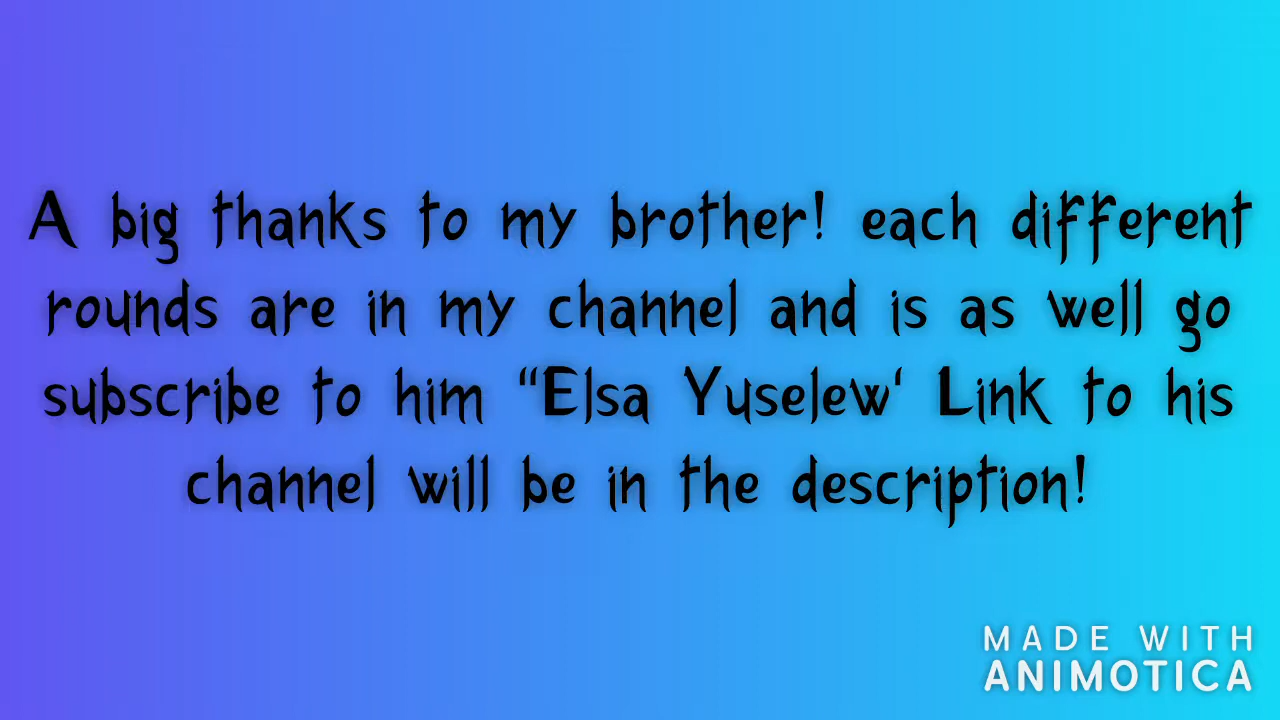 A big thanks to my brother! each different
rounds are in my channel and is as well go
subscribe to him “Elsa Yuselew‘ Link to his
channel will be in the description!
MADE WITH
ANIMOTICA